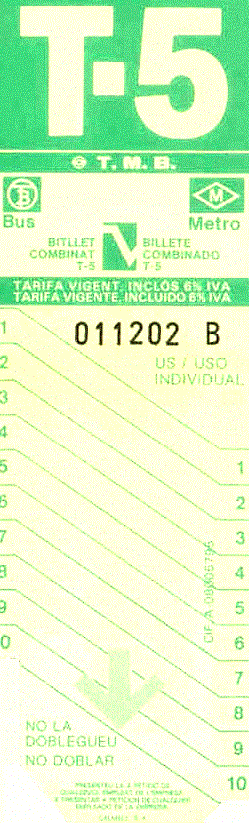 T·5
T. M. B.
Bus
Metro
BITLLET COMBINAT T-5
BILLETE COMBINADO T-5
TARIFA VIGENT, INCLÒS 6% IVA
TARIFA VIGENTE, INCLUIDO 6% IVA
011202 B
US / USO
INDIVIDUAL
1
2
3
4
5
6
7
8
9
0
1
2
3
4
5
6
7
8
9
10
NO LA
DOBLEGUEU
NO DOBLAR